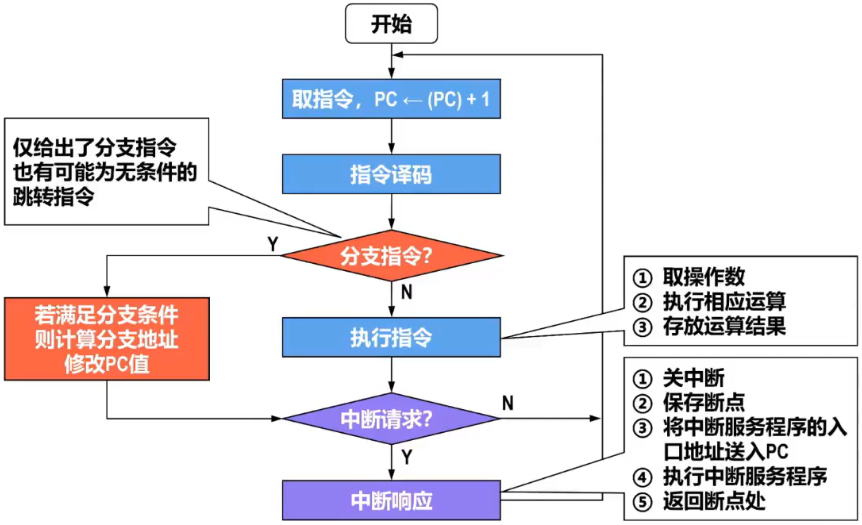 开始
取指令，PC ← (PC) + 1
仅给出了分支指令
也有可能为无条件的
跳转指令
指令译码
分支指令？
Y
N
若满足分支条件
则计算分支地址
修改PC值
执行指令
① 取操作数
② 执行相应运算
③ 存放运算结果
中断请求？
N
Y
中断响应
① 关中断
② 保存断点
③ 将中断服务程序的入
口地址送入PC
④ 执行中断服务程序
⑤ 返回断点处